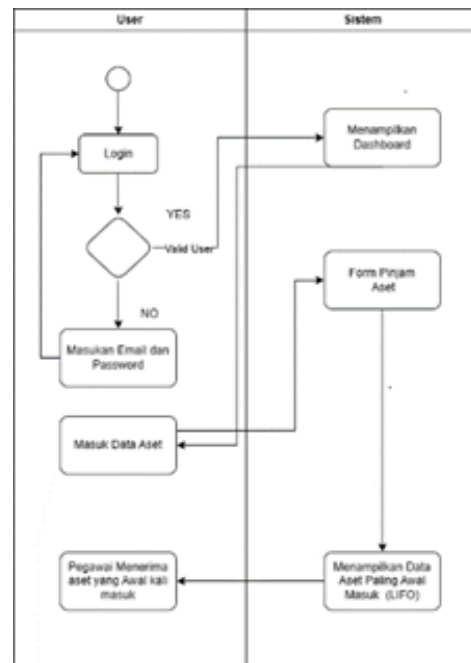 User
Sistem
Login
Menampilkan
Dashboard
YES
Valid User
Form Pinjam
Aset
NO
Masukan Email dan
Password
Masuk Data Aset
Pegawai Menerima
aset yang Awal kali
masuk
Menampilkan Data
Aset Paling Awal
Masuk (LIFO)